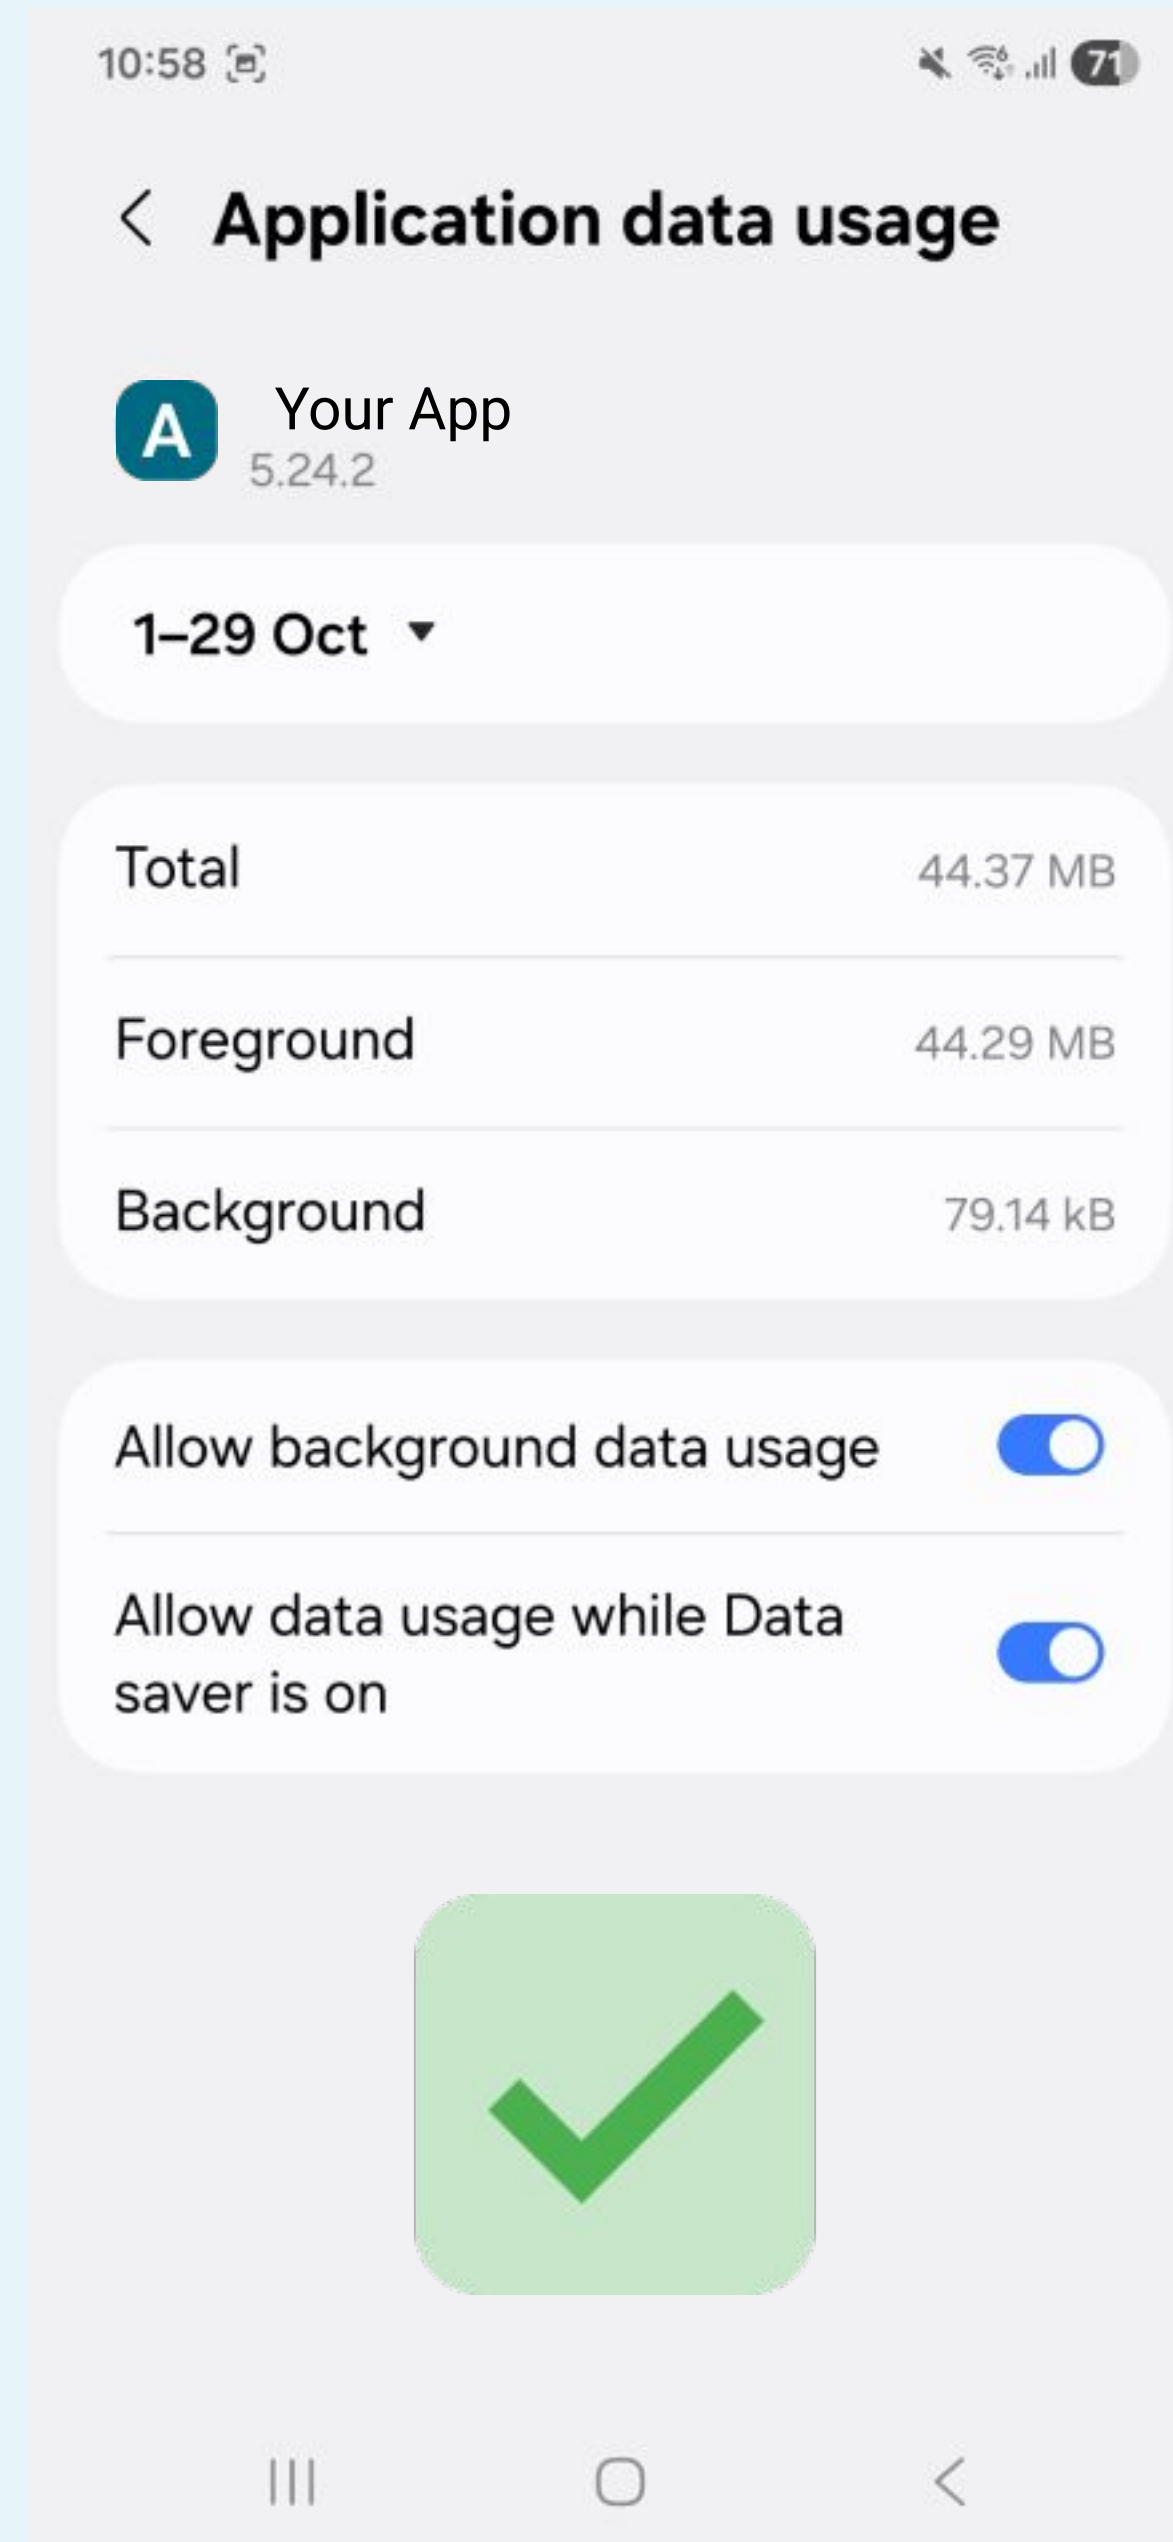 10:58
71
Application data usage
A
Your App
5.24.2
1–29 Oct
Total
44.37 MB
Foreground
44.29 MB
Background
79.14 kB
Allow background data usage
Allow data usage while Data
saver is on